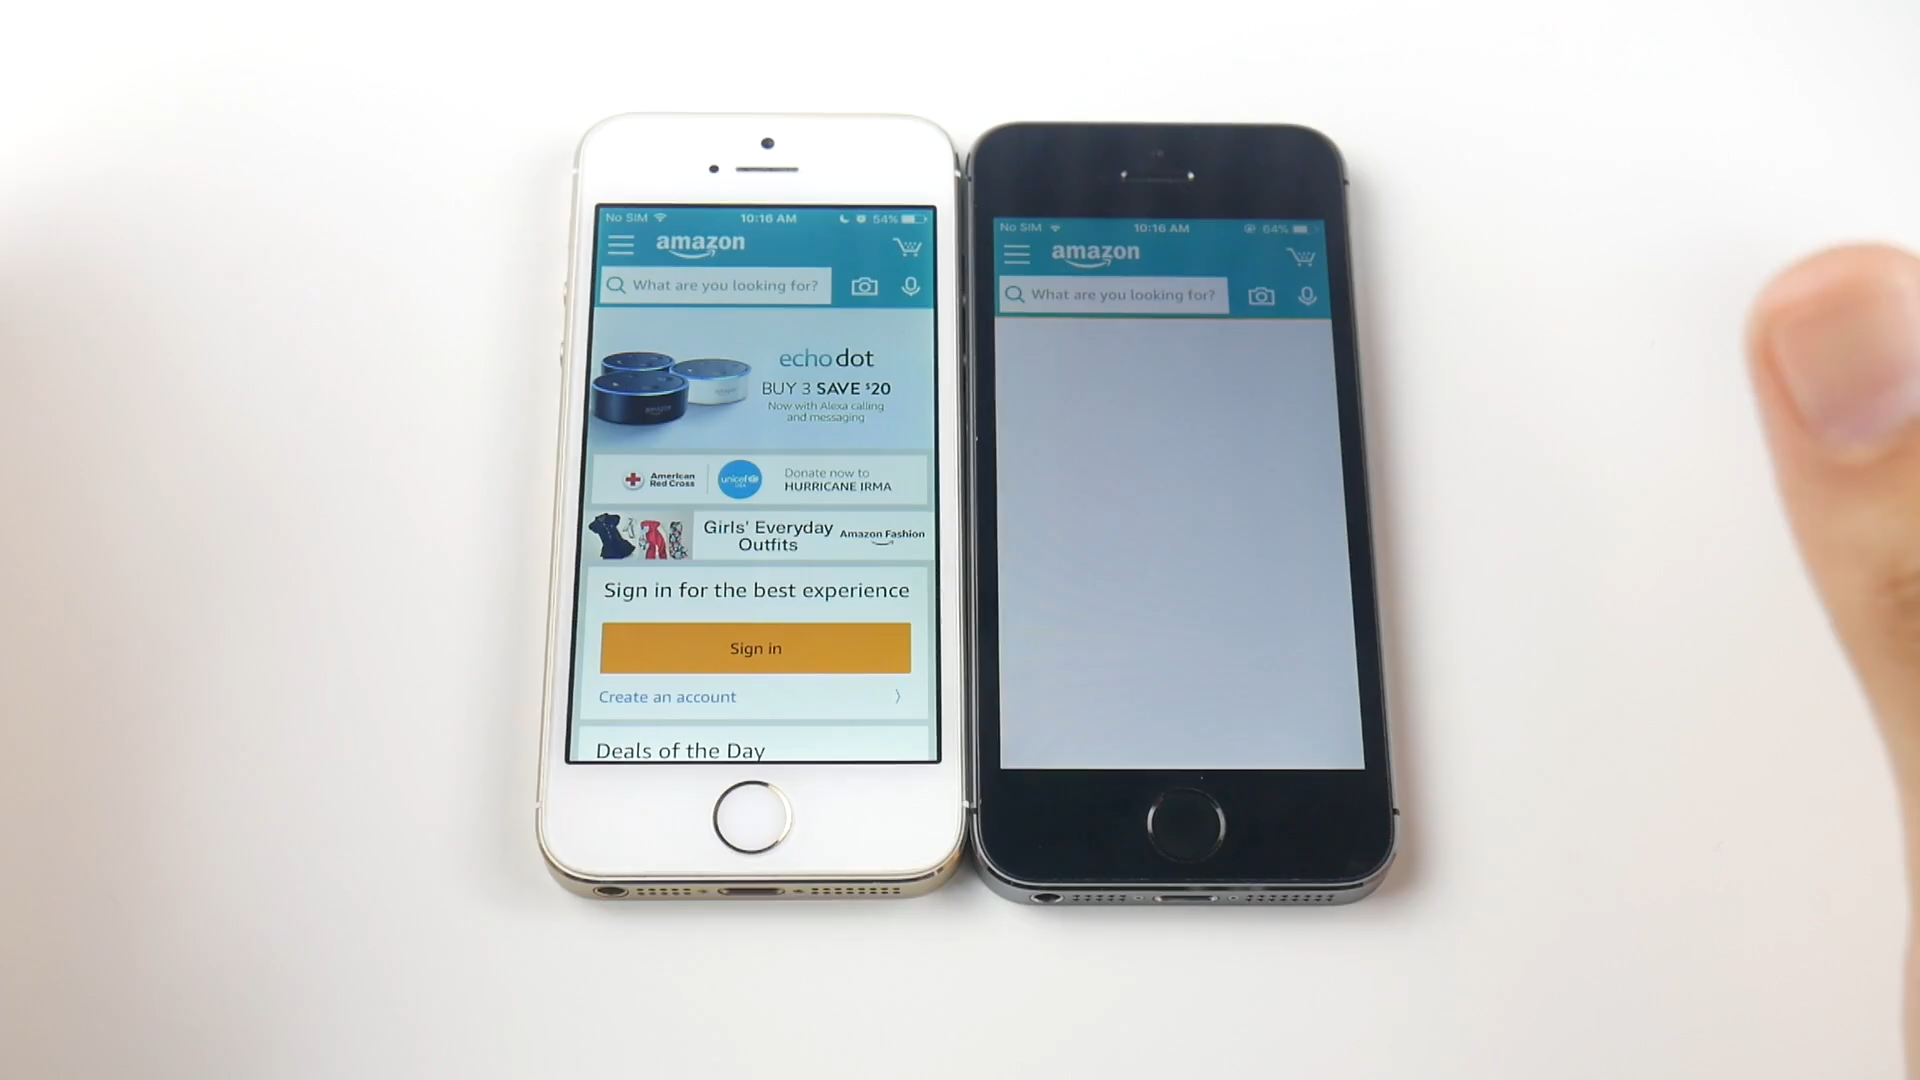 No SIM 10:16 AM 54%
amazon
What are you looking for?
echo dot
BUY 3 SAVE $20
Now with Alexa calling
and messaging
amazon
American
Red Cross
unicef
USA
Donate now to
HURRICANE IRMA
Girls' Everyday
Outfits
Amazon Fashion
Sign in for the best experience
Sign in
Create an account
Deals of the Day
No SIM 10:16 AM 64%
amazon
What are you looking for?